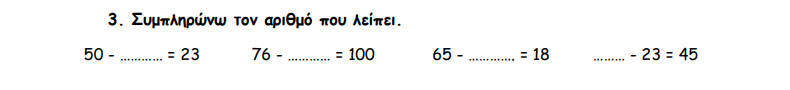 3. Συμπληρώνω τον αριθμό που λείπει.
50 - ………… = 23 76 - ………… = 100 65 - …………. = 18 ……… - 23 = 45